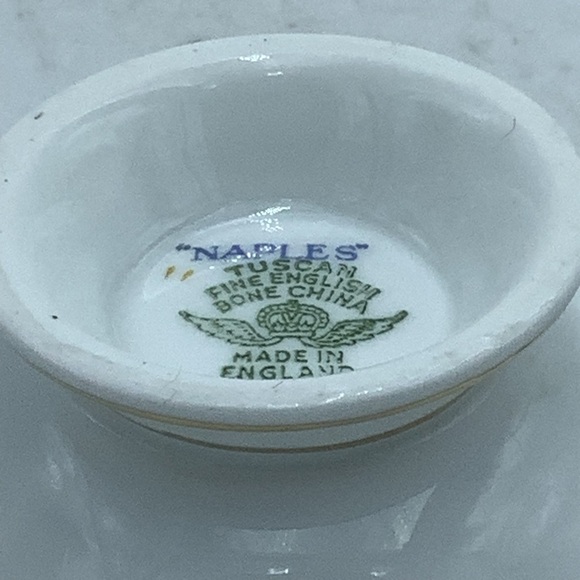 "NAPLES"
TUSCAN
FINE ENGLISH
BONE CHINA
MADE IN
ENGLAND